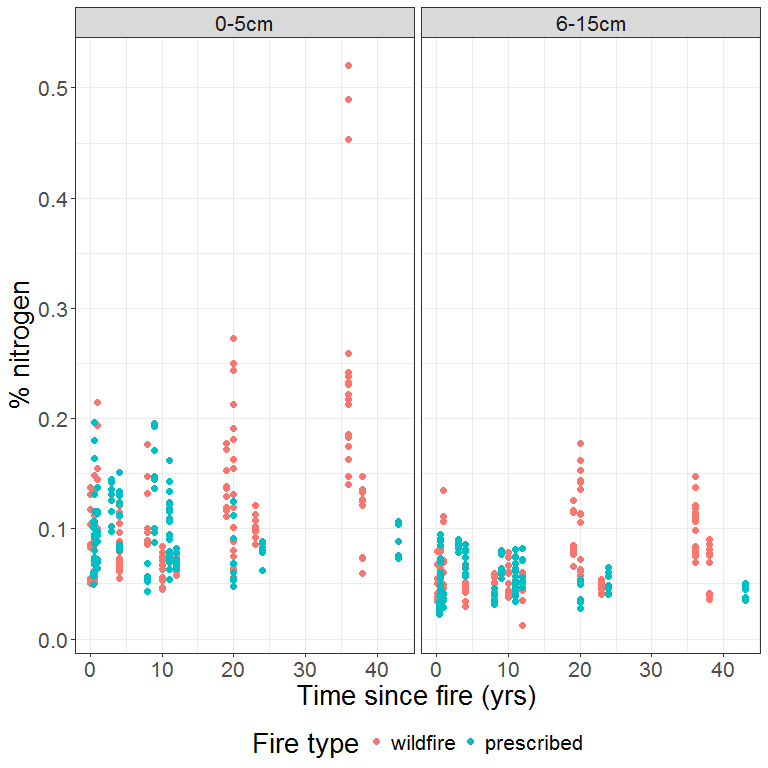 0-5cm 6-15cm
0.5
0.4
0.3
0.2
0.1
0.0
% nitrogen
0 10 20 30 40 0 10 20 30 40
Time since fire (yrs)
Fire type wildfire prescribed